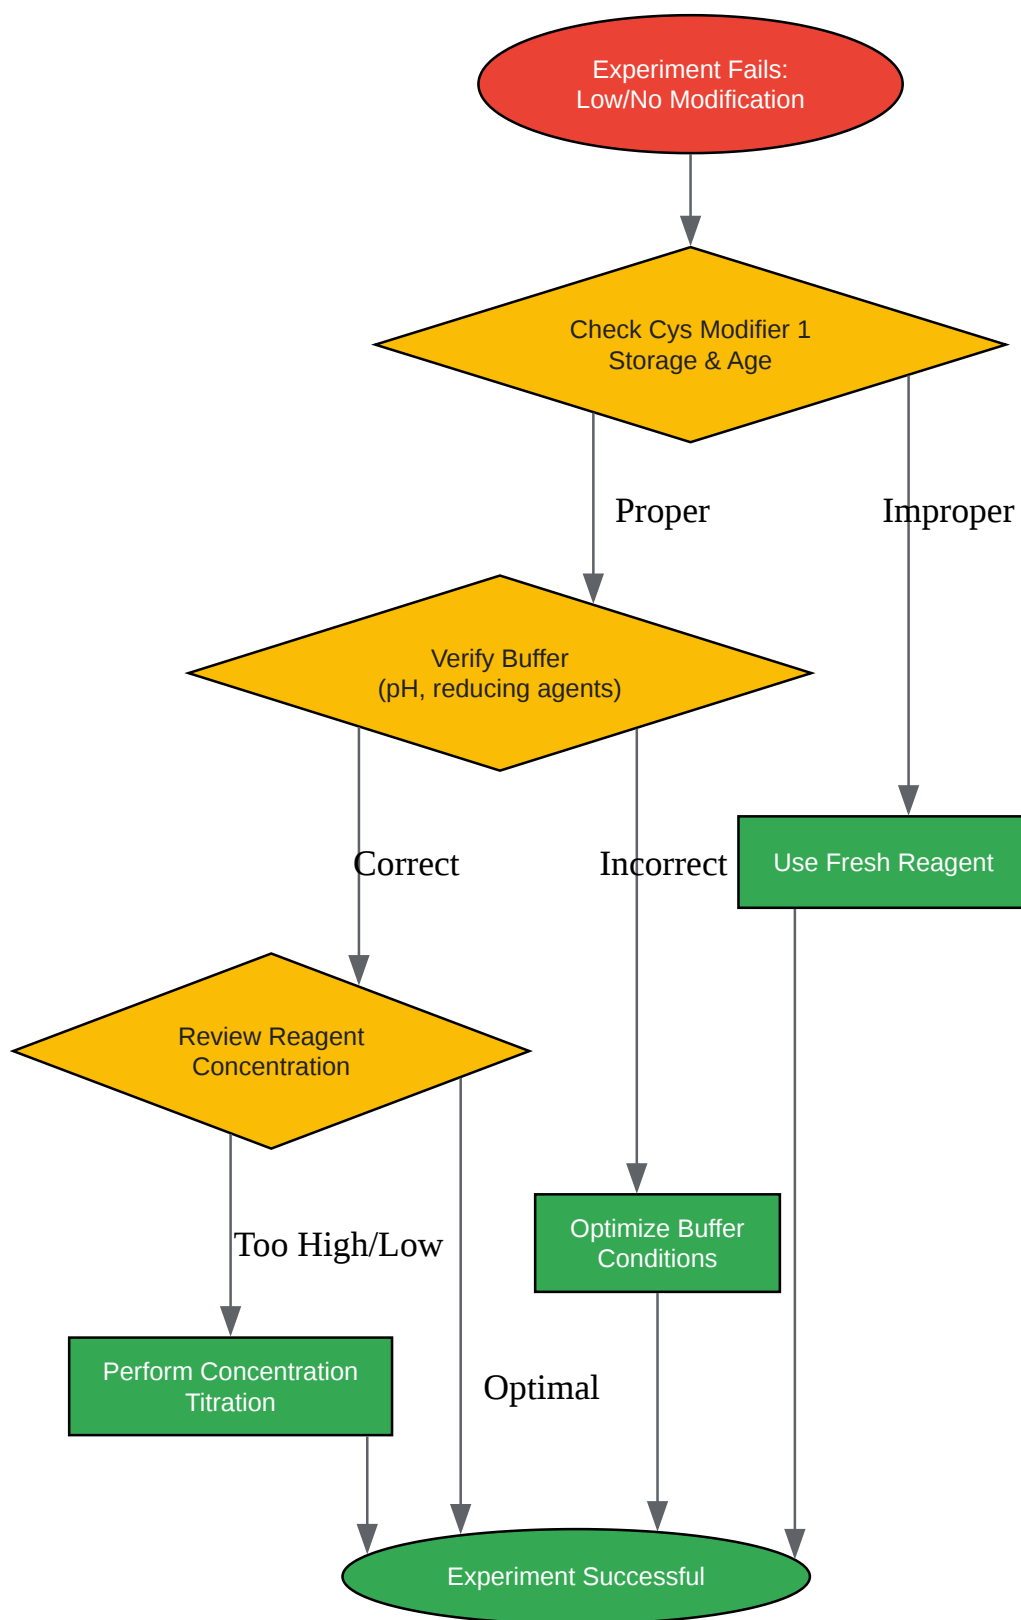 Experiment Fails:
Low/No Modification
Check Cys Modifier 1
Storage & Age
Proper
Improper
Verify Buffer
(pH, reducing agents)
Correct
Incorrect
Use Fresh Reagent
Review Reagent
Concentration
Too High/Low
Optimize Buffer
Conditions
Perform Concentration
Titration
Optimal
Experiment Successful